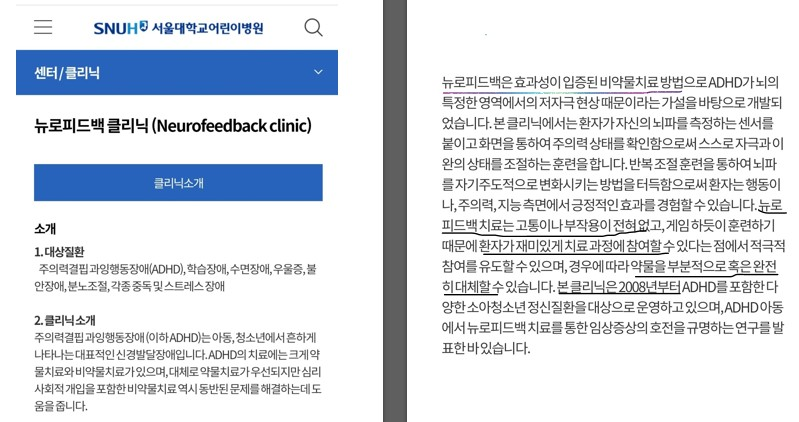 SNUH 서울대학교어린이병원
센터/클리닉
뉴로피드백 클리닉 (Neurofeedback clinic)
클리닉소개
소개
1. 대상질환
주의력결핍 과잉행동장애(ADHD), 학습장애, 수면장애, 우울증, 불
안장애, 분노조절, 각종 중독 및 스트레스 장애
2. 클리닉 소개
주의력결핍 과잉행동장애 (이하 ADHD)는 아동, 청소년에서 흔하게
나타나는 대표적인 신경발달장애입니다. ADHD의 치료에는 크게 약
물치료와 비약물치료가 있으며, 대체로 약물치료가 우선되지만 심리
사회적 개입을 포함한 비약물치료 역시 동반된 문제를 해결하는데 도
움을 줍니다.
뉴로피드백은 효과성이 입증된 비약물치료 방법으로 ADHD가 뇌의
특정한 영역에서의 저자극 현상 때문이라는 가설을 바탕으로 개발되
었습니다. 본 클리닉에서는 환자가 자신의 뇌파를 측정하는 센서를
붙이고 화면을 통하여 주의력 상태를 확인함으로써 스스로 자극과 이
완의 상태를 조절하는 훈련을 합니다. 반복 조절 훈련을 통하여 뇌파
를 자기주도적으로 변화시키는 방법을 터득함으로써 환자는 행동이
나, 주의력, 지능 측면에서 긍정적인 효과를 경험할 수 있습니다. 뉴로
피드백 치료는 고통이나 부작용이 전혀 없고, 게임 하듯이 훈련하기
때문에 환자가 재미있게 치료 과정에 참여할 수 있다는 점에서 적극적
참여를 유도할 수 있으며, 경우에 따라 약물을 부분적으로 혹은 완전
히 대체할 수 있습니다. 본 클리닉은 2008년부터 ADHD를 포함한 다
양한 소아청소년 정신질환을 대상으로 운영하고 있으며, ADHD 아동
에서 뉴로피드백 치료를 통한 임상증상의 호전을 규명하는 연구를 발
표한 바 있습니다.